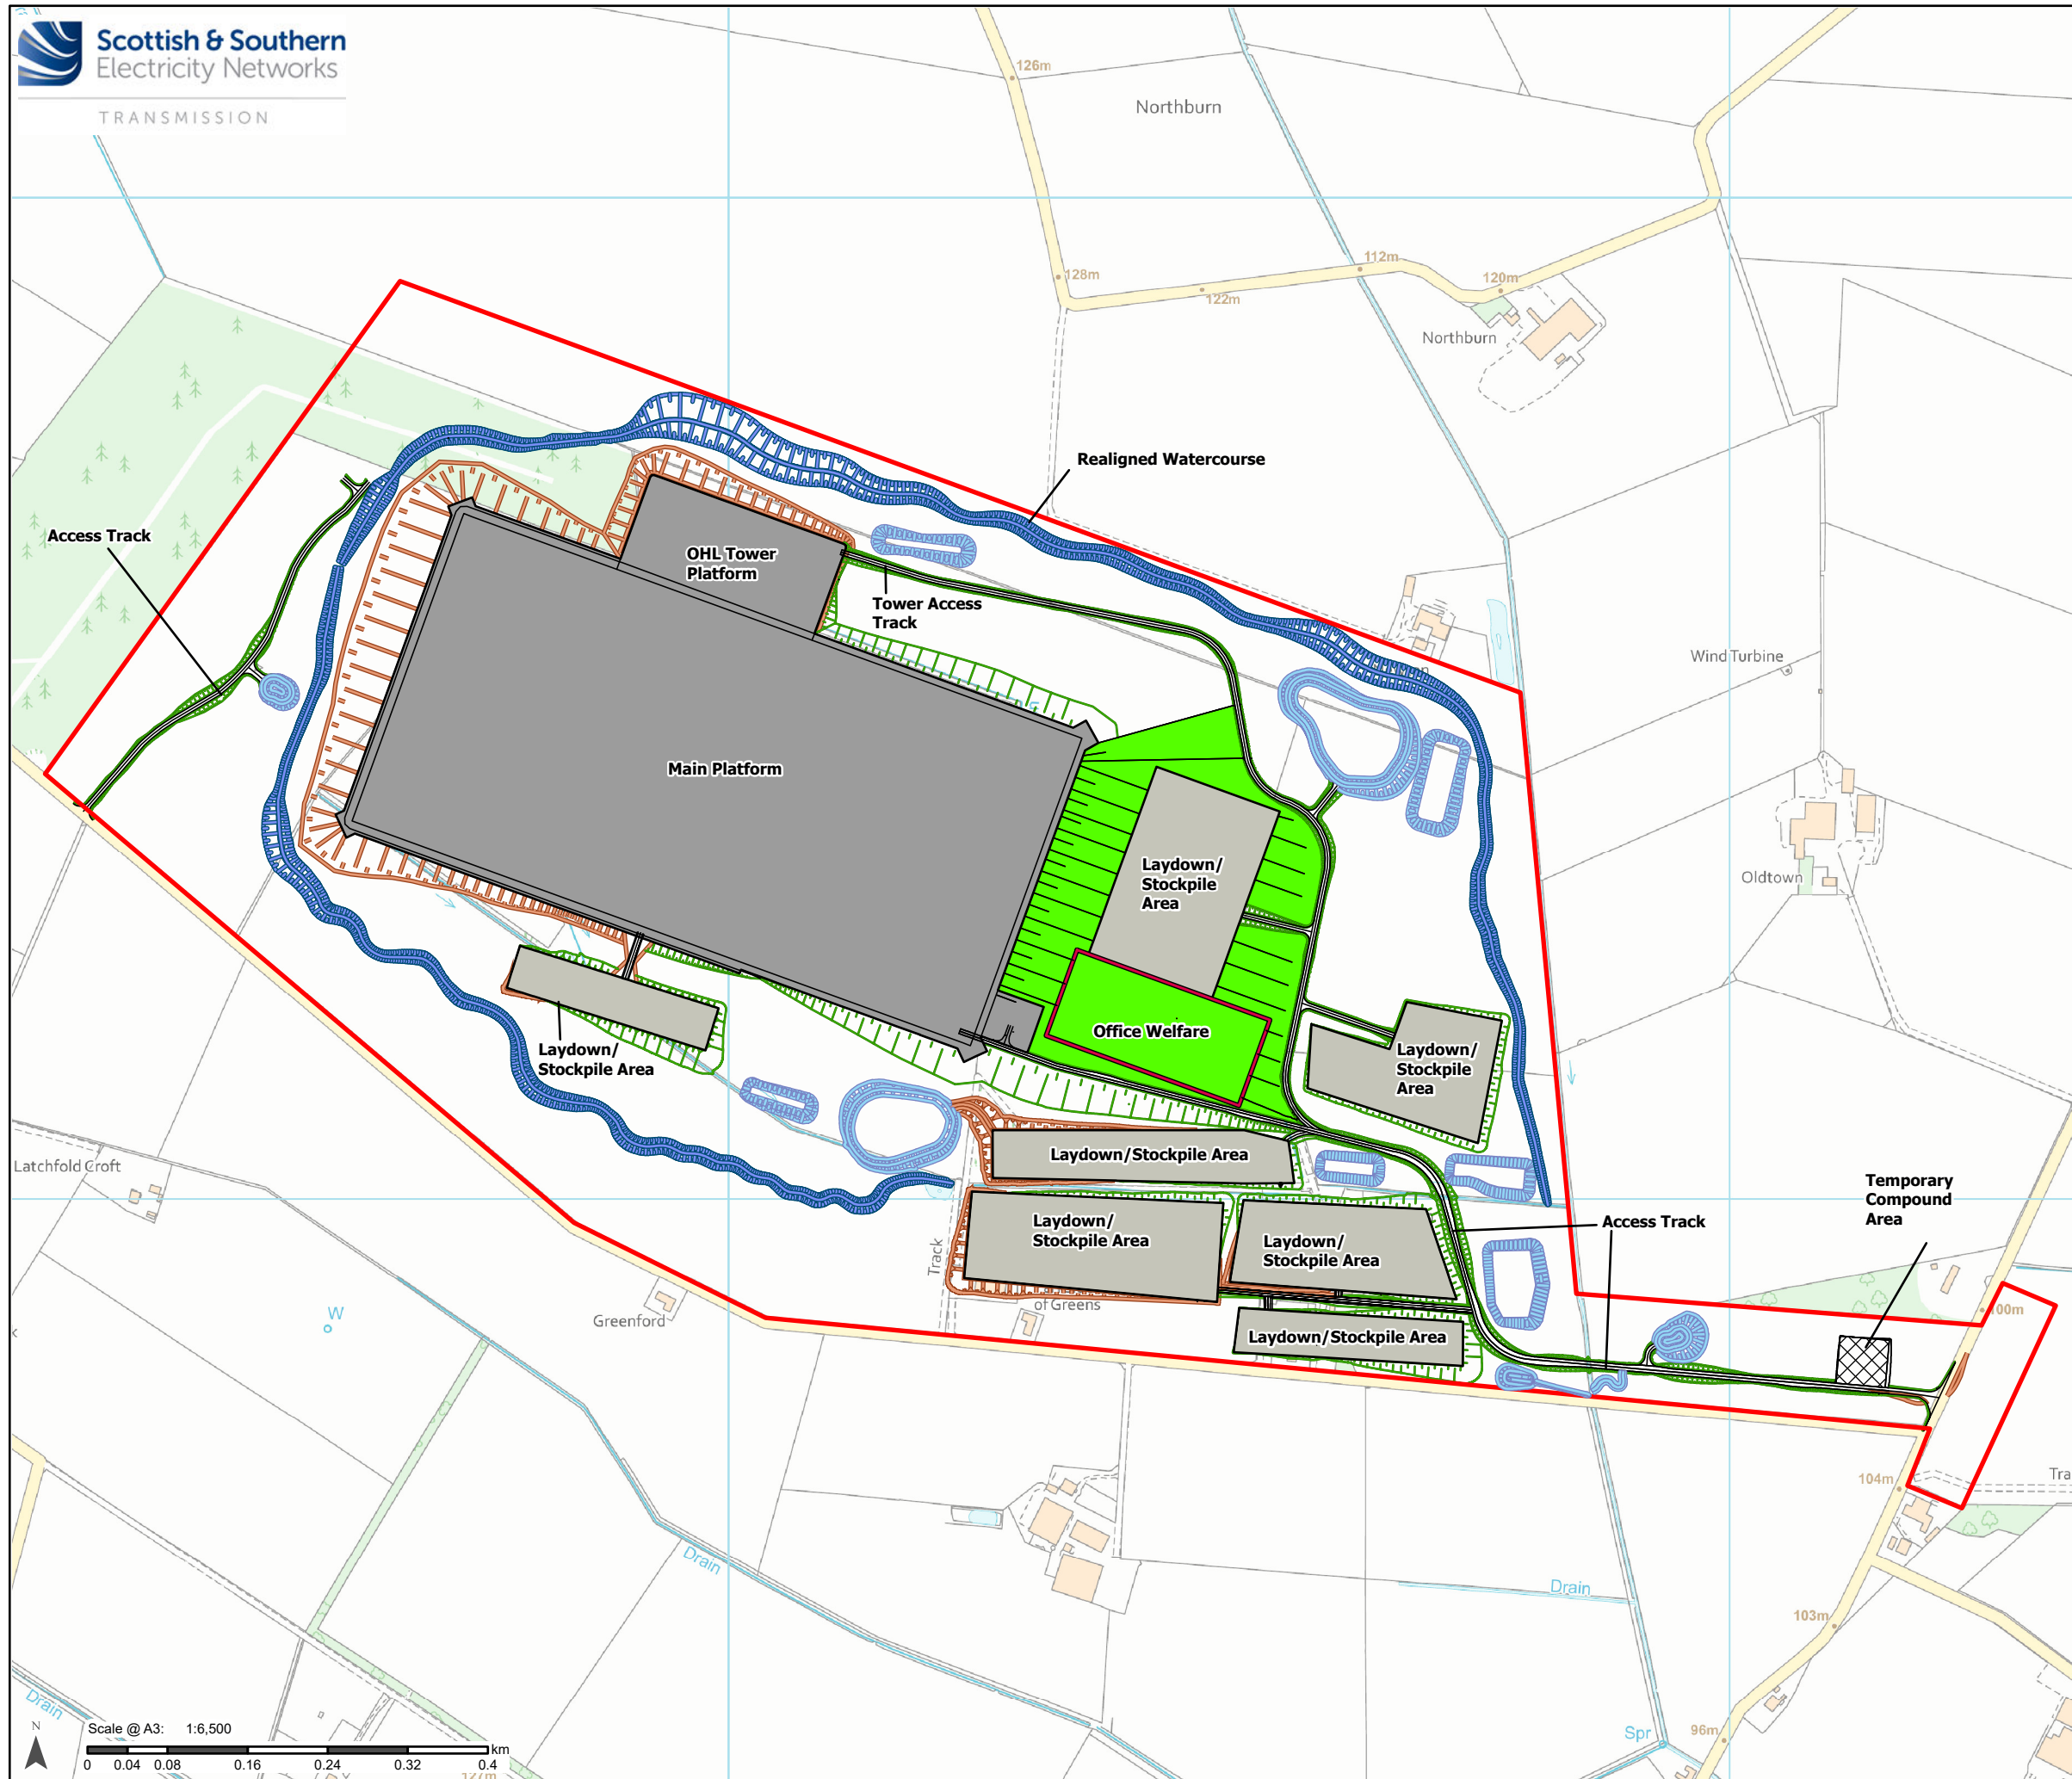 Scottish & Southern
Electricity Networks
TRANSMISSION
126m
Northburn
128m
112m
120m
122m
Northburn
Realigned Watercourse
Access Track
OHL Tower
Platform
Tower Access
Track
Wind Turbine
Main Platform
Laydown/
Stockpile
Area
Oldtown
Office Welfare
Laydown/
Stockpile Area
Laydown/
Stockpile
Area
Latchfold Croft
Laydown/Stockpile Area
Temporary
Compound
Area
Laydown/
Stockpile Area
Laydown/
Stockpile Area
Access Track
Track
of Greens
W
Greenford
100m
Laydown/Stockpile Area
104m
Tra
Drain
Drain
103m
Drain
Spr
96m
N
Scale @ A3: 1:6,500
km
0 0.04 0.08 0.16 0.24 0.32 0.4
127m